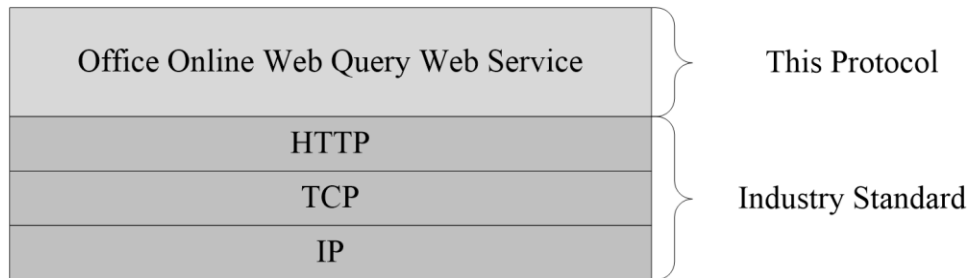 Office Online Web Query Web Service
This Protocol
HTTP
TCP
Industry Standard
IP